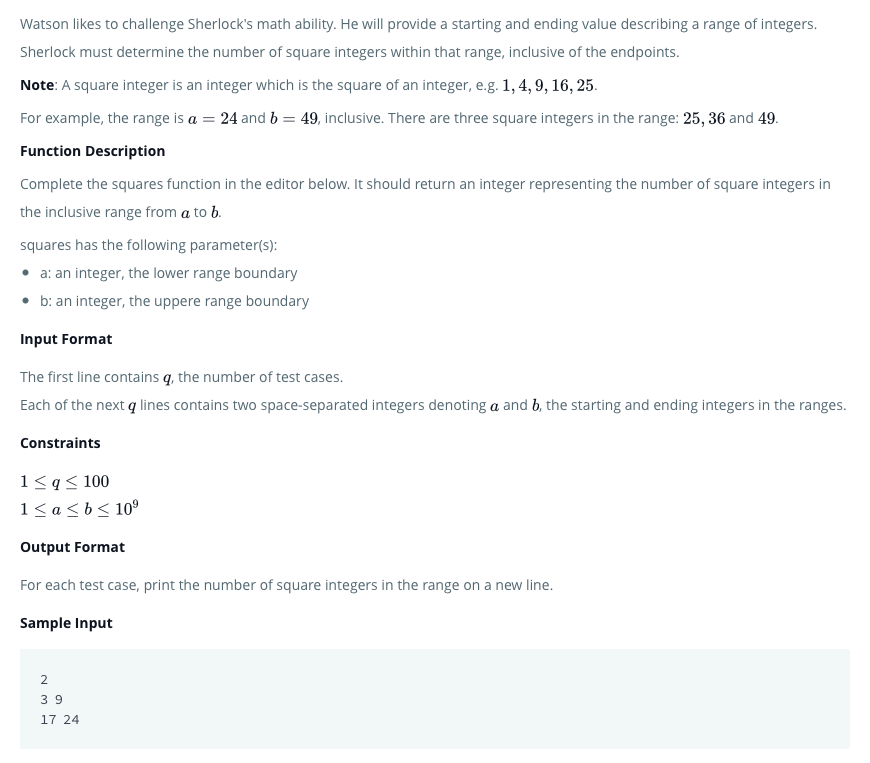 Watson likes to challenge Sherlock's math ability. He will provide a starting and ending value describing a range of integers.
Sherlock must determine the number of square integers within that range, inclusive of the endpoints.
Note: A square integer is an integer which is the square of an integer, e.g. 1, 4, 9, 16, 25.
For example, the range is a = 24 and b = 49, inclusive. There are three square integers in the range: 25, 36 and 49.
Function Description
Complete the squares function in the editor below. It should return an integer representing the number of square integers in
the inclusive range from a to b.
squares has the following parameter(s):
• a: an integer, the lower range boundary
• b: an integer, the uppere range boundary
Input Format
The first line contains q, the number of test cases.
Each of the next q lines contains two space-separated integers denoting a and b, the starting and ending integers in the ranges.
Constraints
1 ≤ q ≤ 100
1 ≤ a ≤ b ≤ 10⁹
Output Format
For each test case, print the number of square integers in the range on a new line.
Sample Input
2
3 9
17 24